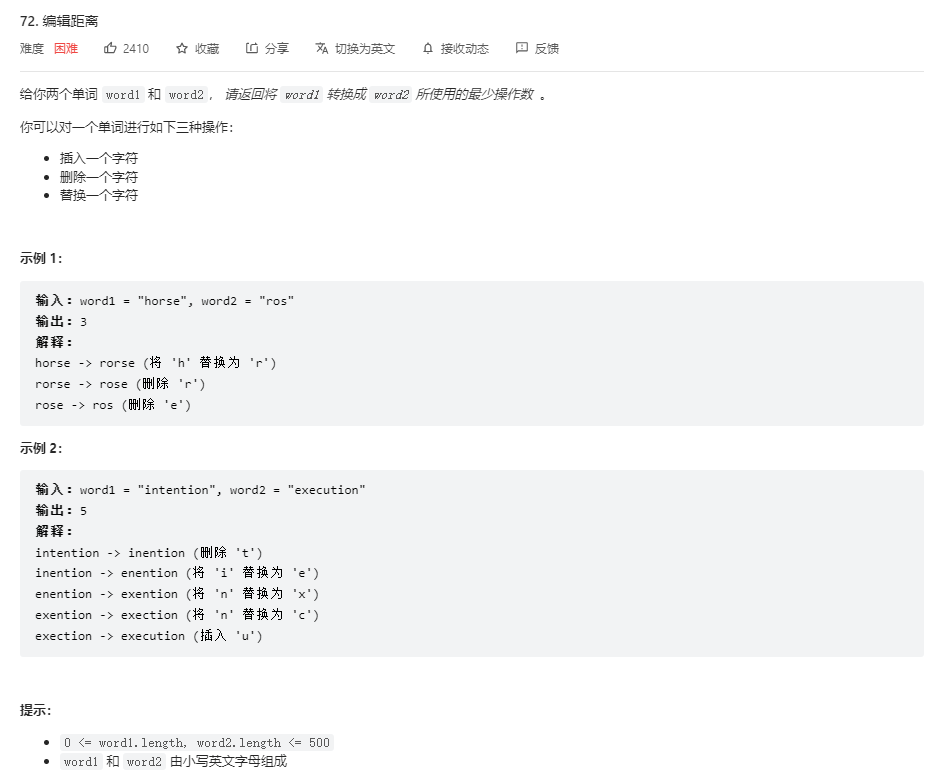 72. 编辑距离
难度 困难 2410 收藏 分享 切换为英文 接收动态 反馈
给你两个单词 word1 和 word2， 请返回将 word1 转换成 word2 所使用的最少操作数 。
你可以对一个单词进行如下三种操作：
插入一个字符
删除一个字符
替换一个字符
示例 1：
输入：word1 = "horse", word2 = "ros"
输出：3
解释：
horse -> rorse (将 'h' 替换为 'r')
rorse -> rose (删除 'r')
rose -> ros (删除 'e')
示例 2：
输入：word1 = "intention", word2 = "execution"
输出：5
解释：
intention -> inention (删除 't')
inention -> enention (将 'i' 替换为 'e')
enention -> exention (将 'n' 替换为 'x')
exention -> exection (将 'n' 替换为 'c')
exection -> execution (插入 'u')
提示：
0 <= word1.length, word2.length <= 500
word1 和 word2 由小写英文字母组成